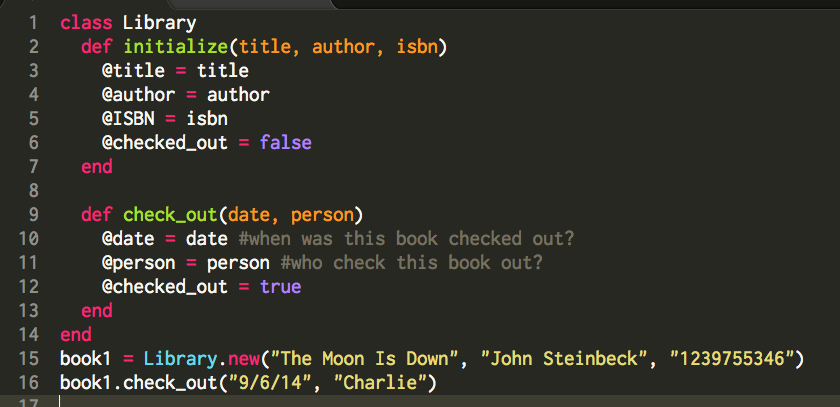 1 class Library
2   def initialize(title, author, isbn)
3     @title = title
4     @author = author
5     @ISBN = isbn
6     @checked_out = false
7   end
8
9   def check_out(date, person)
10     @date = date #when was this book checked out?
11     @person = person #who check this book out?
12     @checked_out = true
13   end
14 end
15 book1 = Library.new("The Moon Is Down", "John Steinbeck", "1239755346")
16 book1.check_out("9/6/14", "Charlie")
17